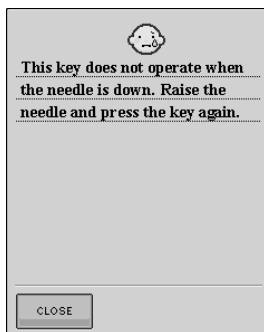 This key does not operate when
the needle is down. Raise the
needle and press the key again.
CLOSE